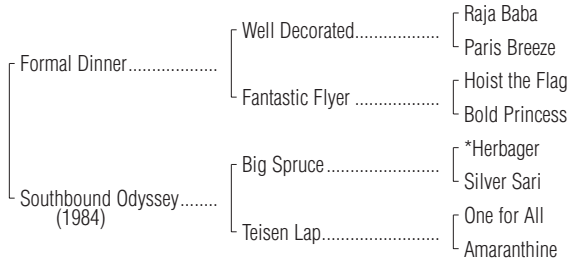 Raja Baba
Well Decorated..................
Paris Breeze
Formal Dinner...................
Hoist the Flag
Fantastic Flyer ..................
Bold Princess
*Herbager
Big Spruce ........................
Silver Sari
Southbound Odyssey........
(1984)
One for All
Teisen Lap.........................
Amaranthine